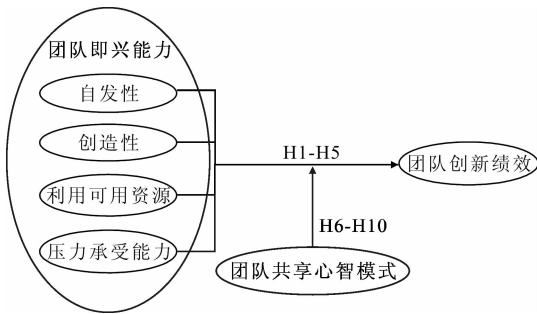 团队即兴能力
自发性
创造性
利用可用资源
压力承受能力
H1-H5
团队创新绩效
H6-H10
团队共享心智模式